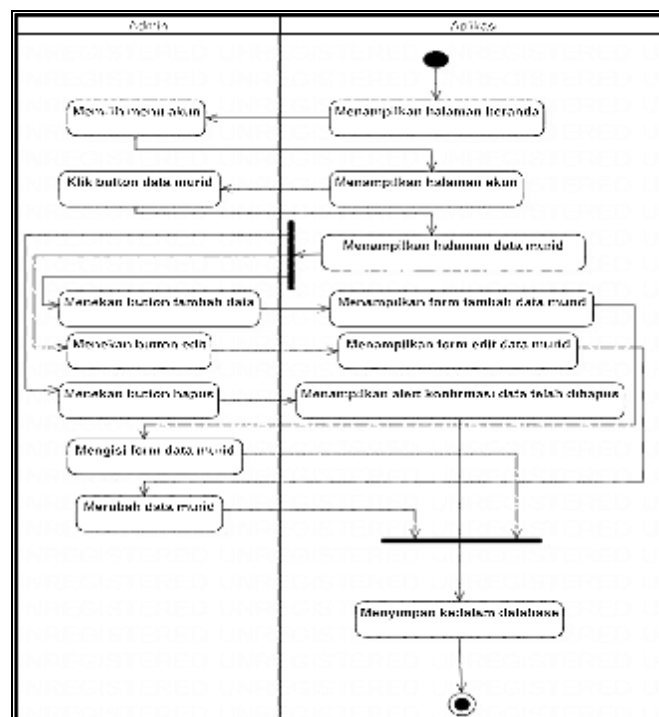 Admin
Aplikasi
Menampilkan halaman beranda
Memilih menu akun
Menampilkan halaman akun
Klik button data murid
Menampilkan halaman data murid
Menekan button tambah data
Menampilkan form tambah data murid
Menekan button edit
Menampilkan form edit data murid
Menekan button hapus
Menampilkan alert konfirmasi data telah dihapus
Mengisi form data murid
Merubah data murid
Menyimpan kedalam database
UNREGISTERED